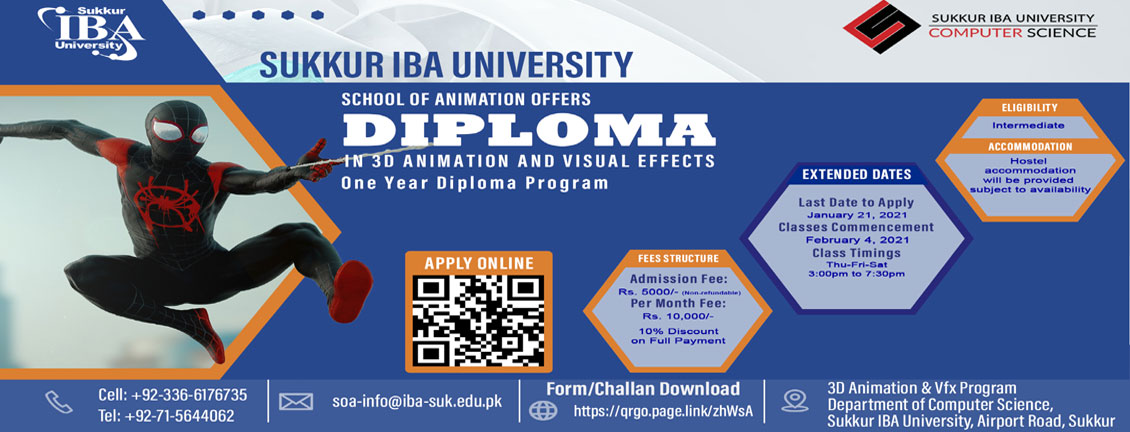 Sukkur
IBA
University
SUKKUR IBA UNIVERSITY
COMPUTER SCIENCE
SUKKUR IBA UNIVERSITY
SCHOOL OF ANIMATION OFFERS
DIPLOMA
IN 3D ANIMATION AND VISUAL EFFECTS
One Year Diploma Program
ELIGIBILITY
Intermediate
ACCOMMODATION
Hostel
accommodation
will be provided
subject to availability
EXTENDED DATES
Last Date to Apply
January 21, 2021
Classes Commencement
February 4, 2021
Class Timings
Thu-Fri-Sat
3:00pm to 7:30pm
APPLY ONLINE
FEES STRUCTURE
Admission Fee:
Rs. 5000/- (Non-refundable)
Per Month Fee:
Rs. 10,000/-
10% Discount
on Full Payment
Cell: +92-336-6176735
Tel: +92-71-5644062
soa-info@iba-suk.edu.pk
Form/Challan Download
https://qrgo.page.link/zhWsA
3D Animation & Vfx Program
Department of Computer Science,
Sukkur IBA University, Airport Road, Sukkur